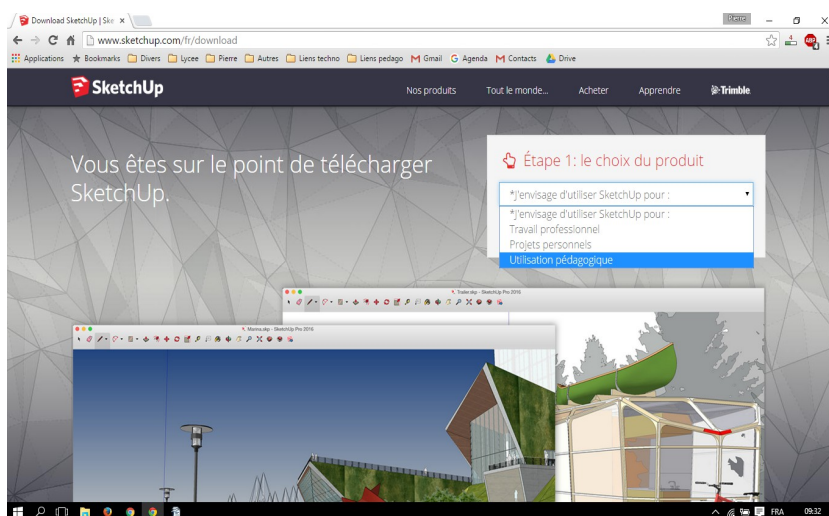 Download SketchUp | Ske
Pierre
www.sketchup.com/fr/download
4
ABP
Applications Bookmarks Divers Lycee Pierre Autres Liens techno Liens pedago Gmail Agenda Contacts Drive
SketchUp
Nos produits Tout le monde... Acheter Apprendre Trimble
Vous êtes sur le point de télécharger
SketchUp.
Étape 1: le choix du produit
*J'envisage d'utiliser SketchUp pour :
*J'envisage d'utiliser SketchUp pour :
Travail professionnel
Projets personnels
Utilisation pédagogique
Trailer.skp - SketchUp Pro 2016
Marina.skp - SketchUp Pro 2016
FRA 09:32